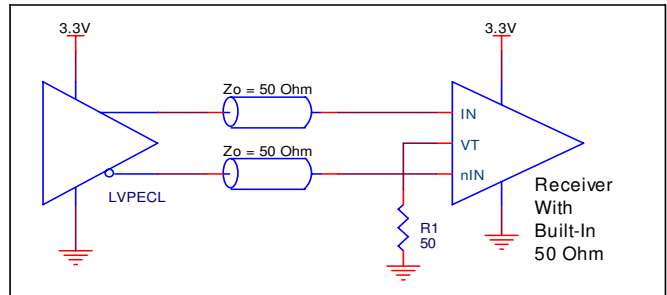 3.3V
3.3V
Zo = 50 Ohm
IN
VT
Zo = 50 Ohm
nIN
LVPECL
Receiver
With
Built-In
50 Ohm
R1
50